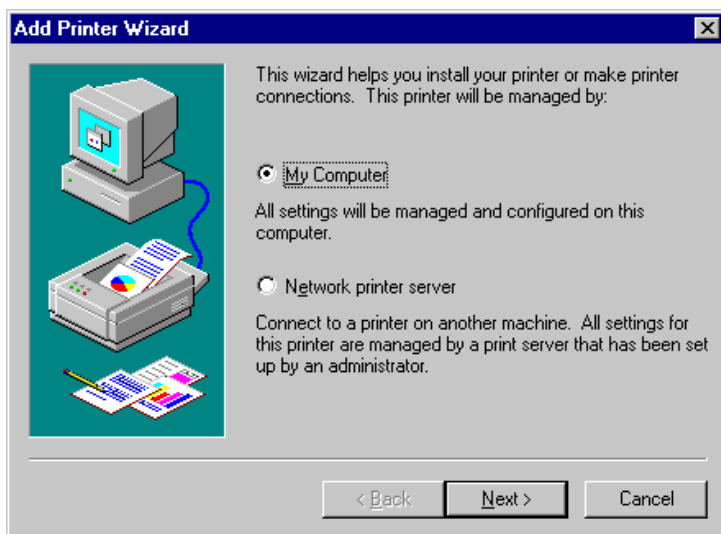 Add Printer Wizard
This wizard helps you install your printer or make printer
connections. This printer will be managed by:
My Computer
All settings will be managed and configured on this
computer.
Network printer server
Connect to a printer on another machine. All settings for
this printer are managed by a print server that has been set
up by an administrator.
< Back
Next >
Cancel